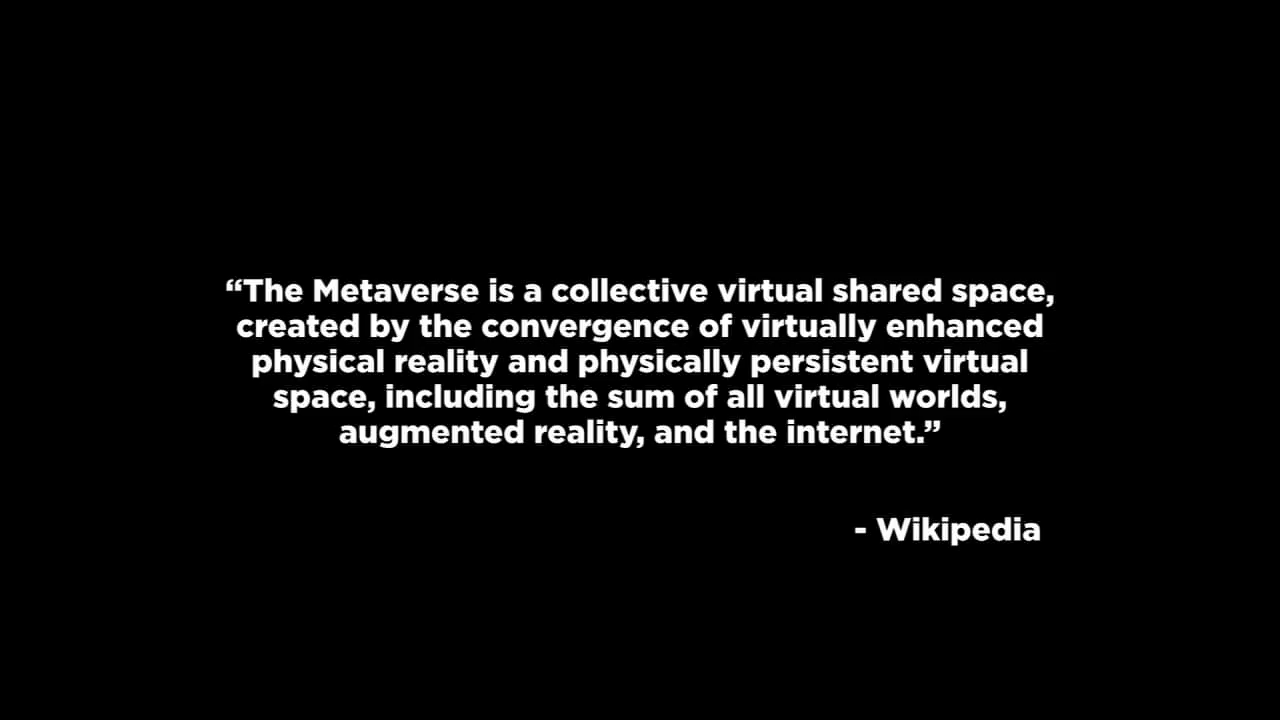 “The Metaverse is a collective virtual shared space,
created by the convergence of virtually enhanced
physical reality and physically persistent virtual
space, including the sum of all virtual worlds,
augmented reality, and the internet.”
- Wikipedia